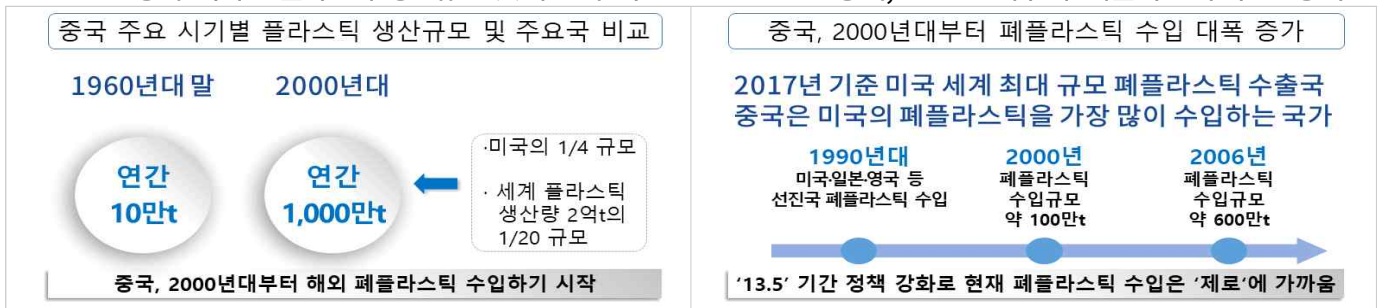 중국 주요 시기별 플라스틱 생산규모 및 주요국 비교
1960년대 말
2000년대
연간
10만t
연간
1,000만t
·미국의 1/4 규모
· 세계 플라스틱
생산량 2억t의
1/20 규모
중국, 2000년대부터 해외 폐플라스틱 수입하기 시작
중국, 2000년대부터 폐플라스틱 수입 대폭 증가
2017년 기준 미국 세계 최대 규모 폐플라스틱 수출국
중국은 미국의 폐플라스틱을 가장 많이 수입하는 국가
1990년대
미국·일본·영국 등
선진국 폐플라스틱 수입
2000년
폐플라스틱
수입규모
약 100만t
2006년
폐플라스틱
수입규모
약 600만t
‘13.5’ 기간 정책 강화로 현재 폐플라스틱 수입은 ‘제로’에 가까움